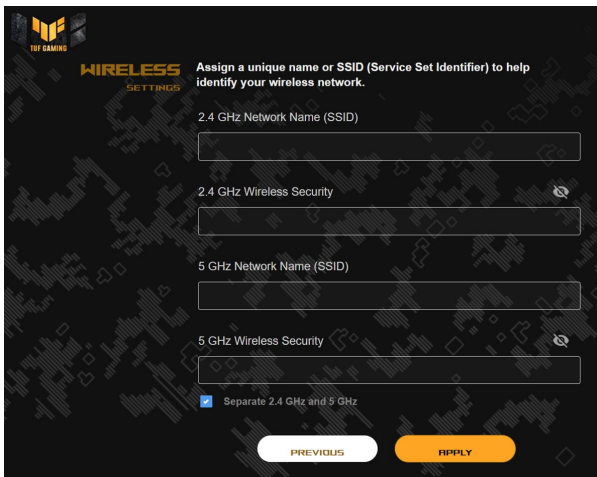 TUF GAMING
WIRELESS
SETTINGS
Assign a unique name or SSID (Service Set Identifier) to help
identify your wireless network.
2.4 GHz Network Name (SSID)
2.4 GHz Wireless Security
5 GHz Network Name (SSID)
5 GHz Wireless Security
Separate 2.4 GHz and 5 GHz
PREVIOUS
APPLY